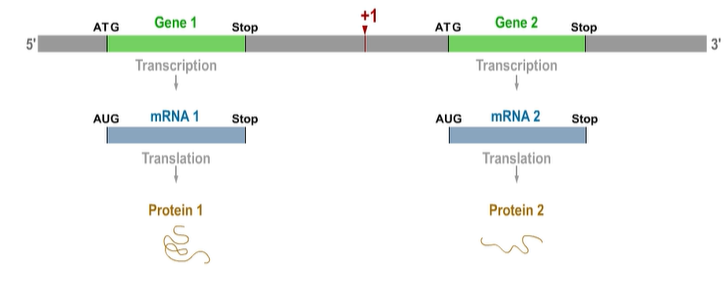 +1
ATG Gene 1 Stop ATG Gene 2 Stop
5' 3'
Transcription Transcription
AUG mRNA 1 Stop AUG mRNA 2 Stop
Translation Translation
Protein 1 Protein 2